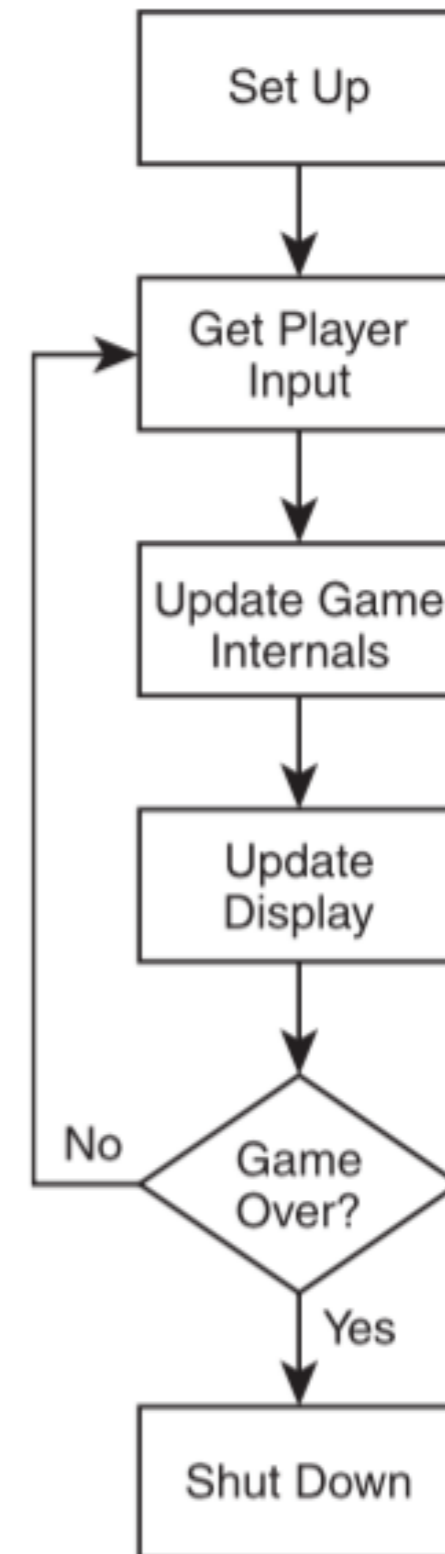 Set Up
Get Player
Input
Update Game
Internals
Update
Display
No
Game
Over?
Yes
Shut Down